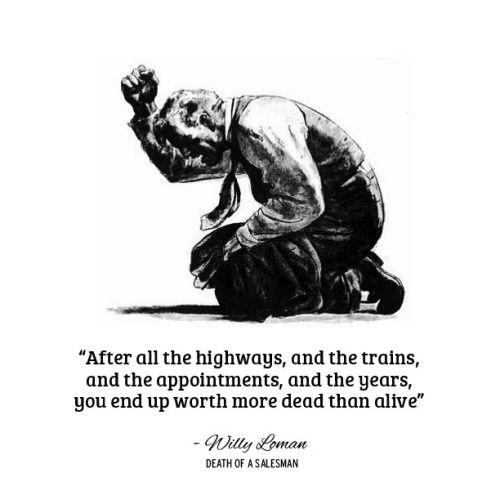 “After all the highways, and the trains,
and the appointments, and the years,
you end up worth more dead than alive”
- Willy Loman
DEATH OF A SALESMAN